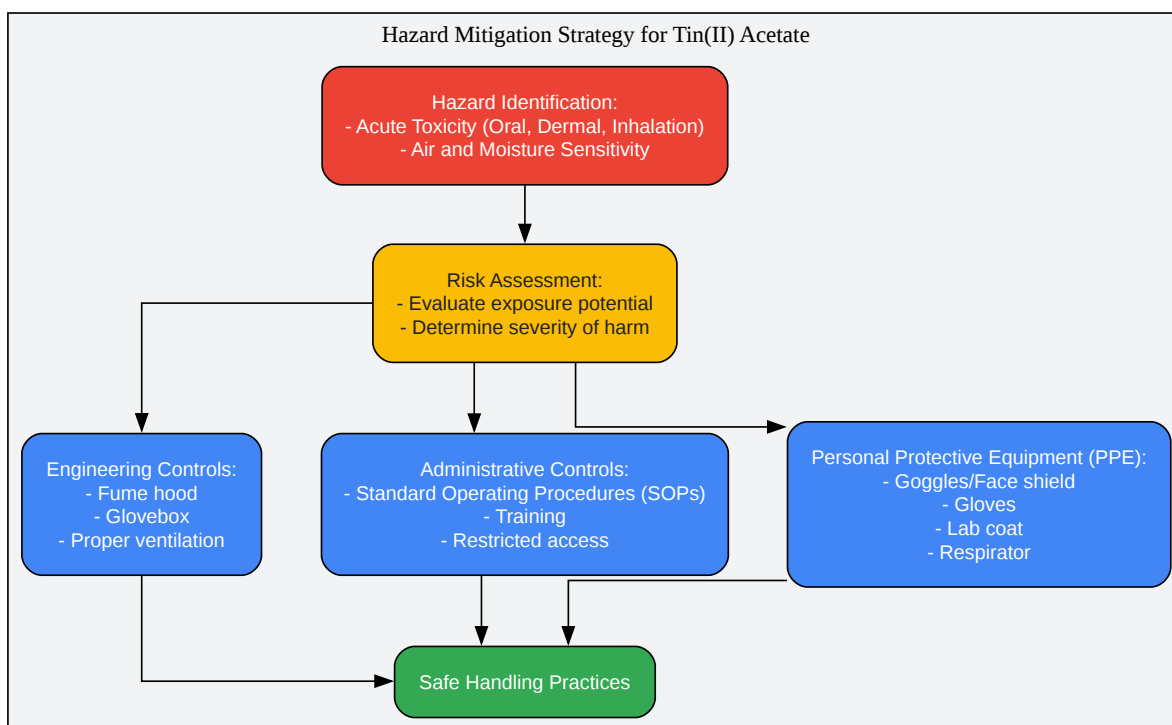 Hazard Mitigation Strategy for Tin(II) Acetate
Hazard Identification:
- Acute Toxicity (Oral, Dermal, Inhalation)
- Air and Moisture Sensitivity
Risk Assessment:
- Evaluate exposure potential
- Determine severity of harm
Engineering Controls:
- Fume hood
- Glovebox
- Proper ventilation
Administrative Controls:
- Standard Operating Procedures (SOPs)
- Training
- Restricted access
Personal Protective Equipment (PPE):
- Goggles/Face shield
- Gloves
- Lab coat
- Respirator
Safe Handling Practices